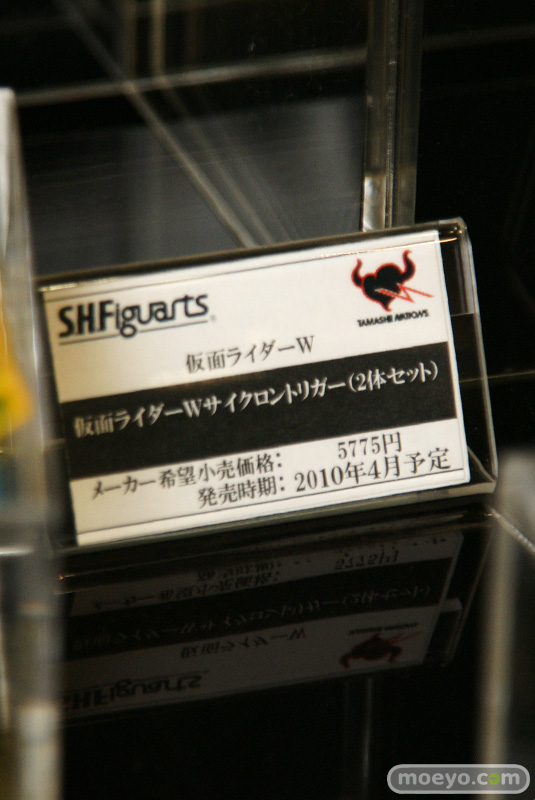 S.H.Figuarts
TAMASHII NATIONS
仮面ライダーW
仮面ライダーWサイクロントリガー(2体セット)
メーカー希望小売価格: 5775円
発売時期: 2010年4月予定
moeyo.com